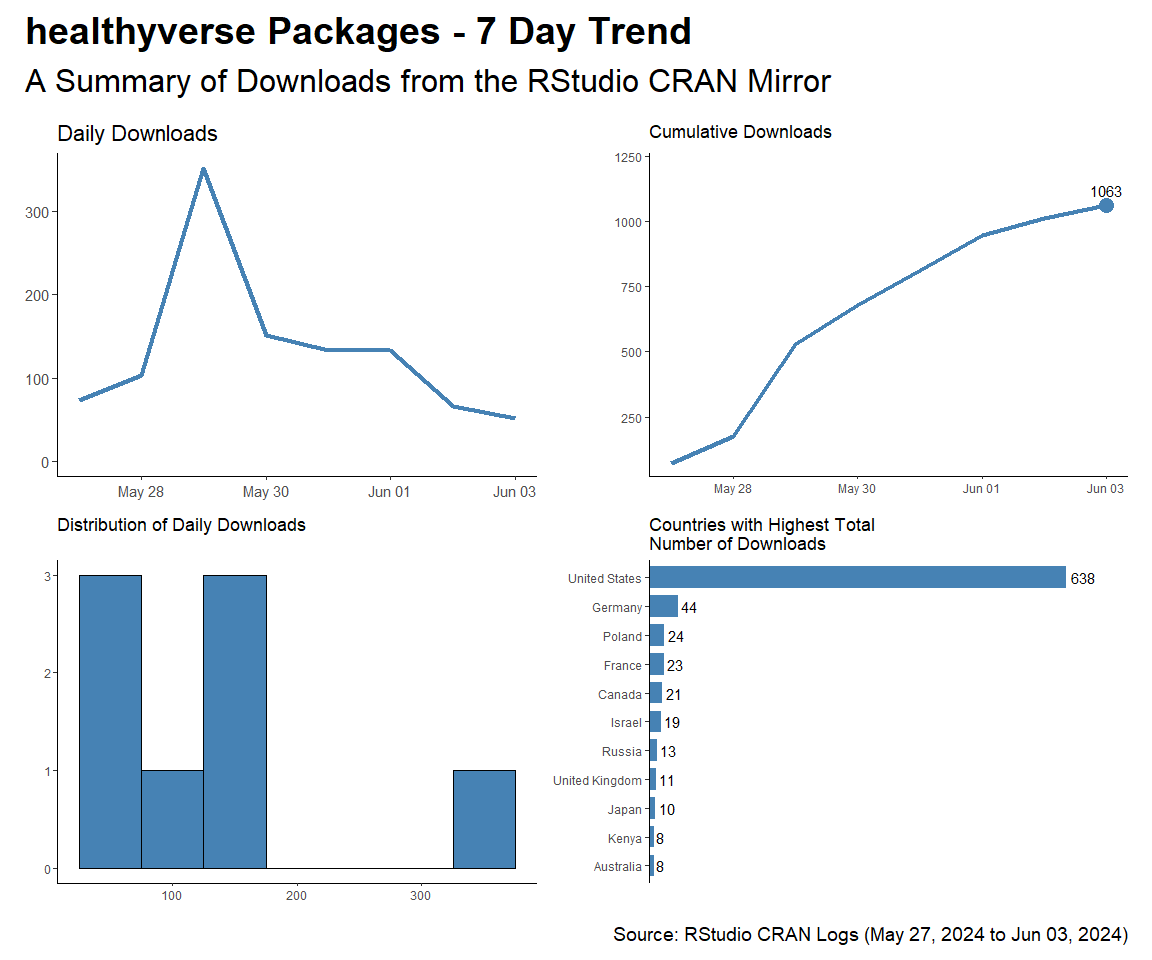 healthyverse Packages - 7 Day Trend
A Summary of Downloads from the RStudio CRAN Mirror
Daily Downloads
300
200
100
0
May 28
May 30
Jun 01
Jun 03
Cumulative Downloads
1250
1000
750
500
250
1063
May 28
May 30
Jun 01
Jun 03
Distribution of Daily Downloads
3
2
1
0
100
200
300
Countries with Highest Total
Number of Downloads
United States 638
Germany 44
Poland 24
France 23
Canada 21
Israel 19
Russia 13
United Kingdom 11
Japan 10
Kenya 8
Australia 8
Source: RStudio CRAN Logs (May 27, 2024 to Jun 03, 2024)